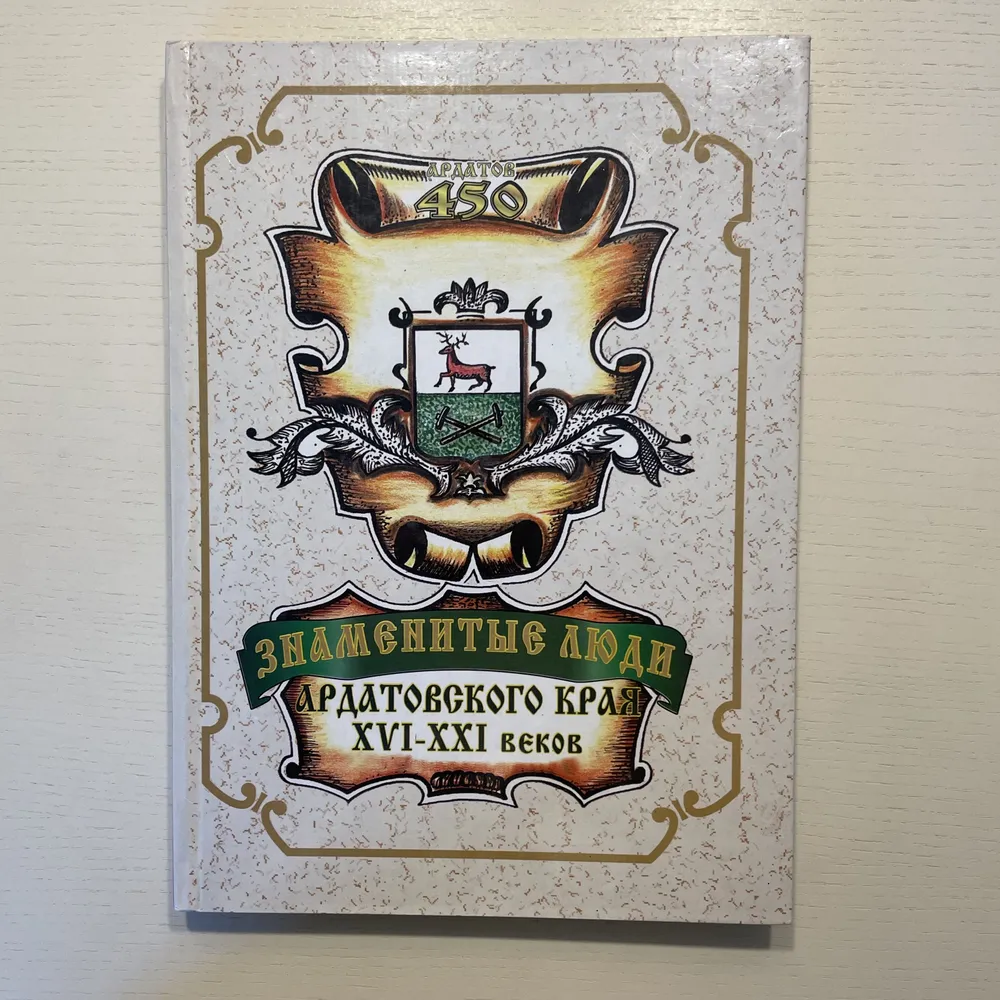 АРДАТОВ
450
ЗНАМЕНИТЫЕ ЛЮДИ
АРДАТОВСКОГО КРАЯ
XVI-XXI ВЕКОВ